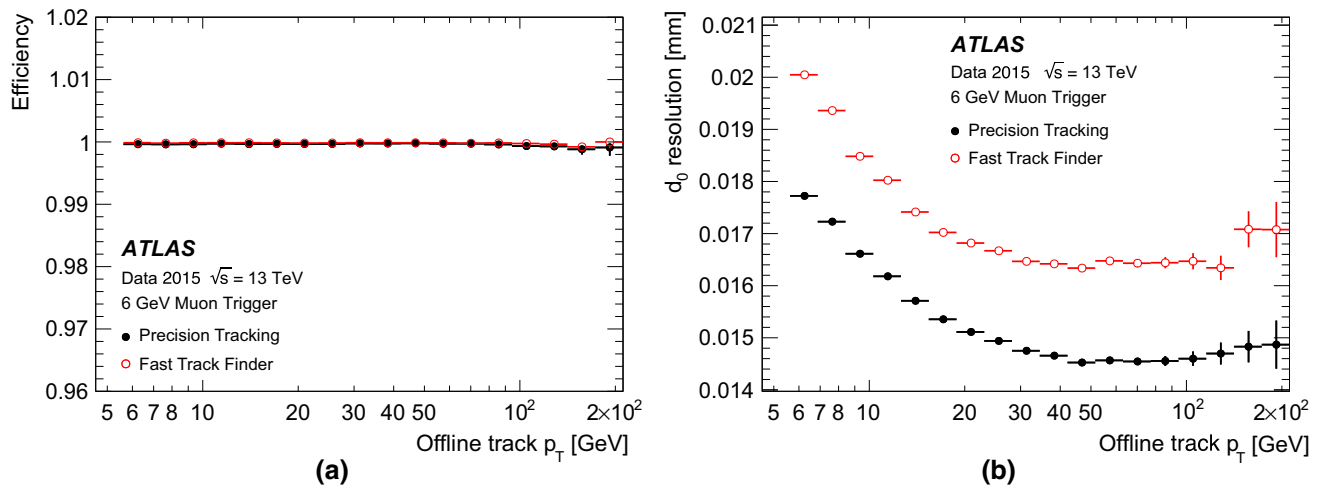 Efficiency
1.02
1.01
1
0.99
0.98
0.97
0.96
ATLAS
Data 2015 √s = 13 TeV
6 GeV Muon Trigger
Precision Tracking
Fast Track Finder
5 6 7 8 10 20 30 40 50 10² 2×10²
Offline track p_T [GeV]
(a)
d₀ resolution [mm]
0.021
0.02
0.019
0.018
0.017
0.016
0.015
0.014
ATLAS
Data 2015 √s = 13 TeV
6 GeV Muon Trigger
Precision Tracking
Fast Track Finder
5 6 7 8 10 20 30 40 50 10² 2×10²
Offline track p_T [GeV]
(b)